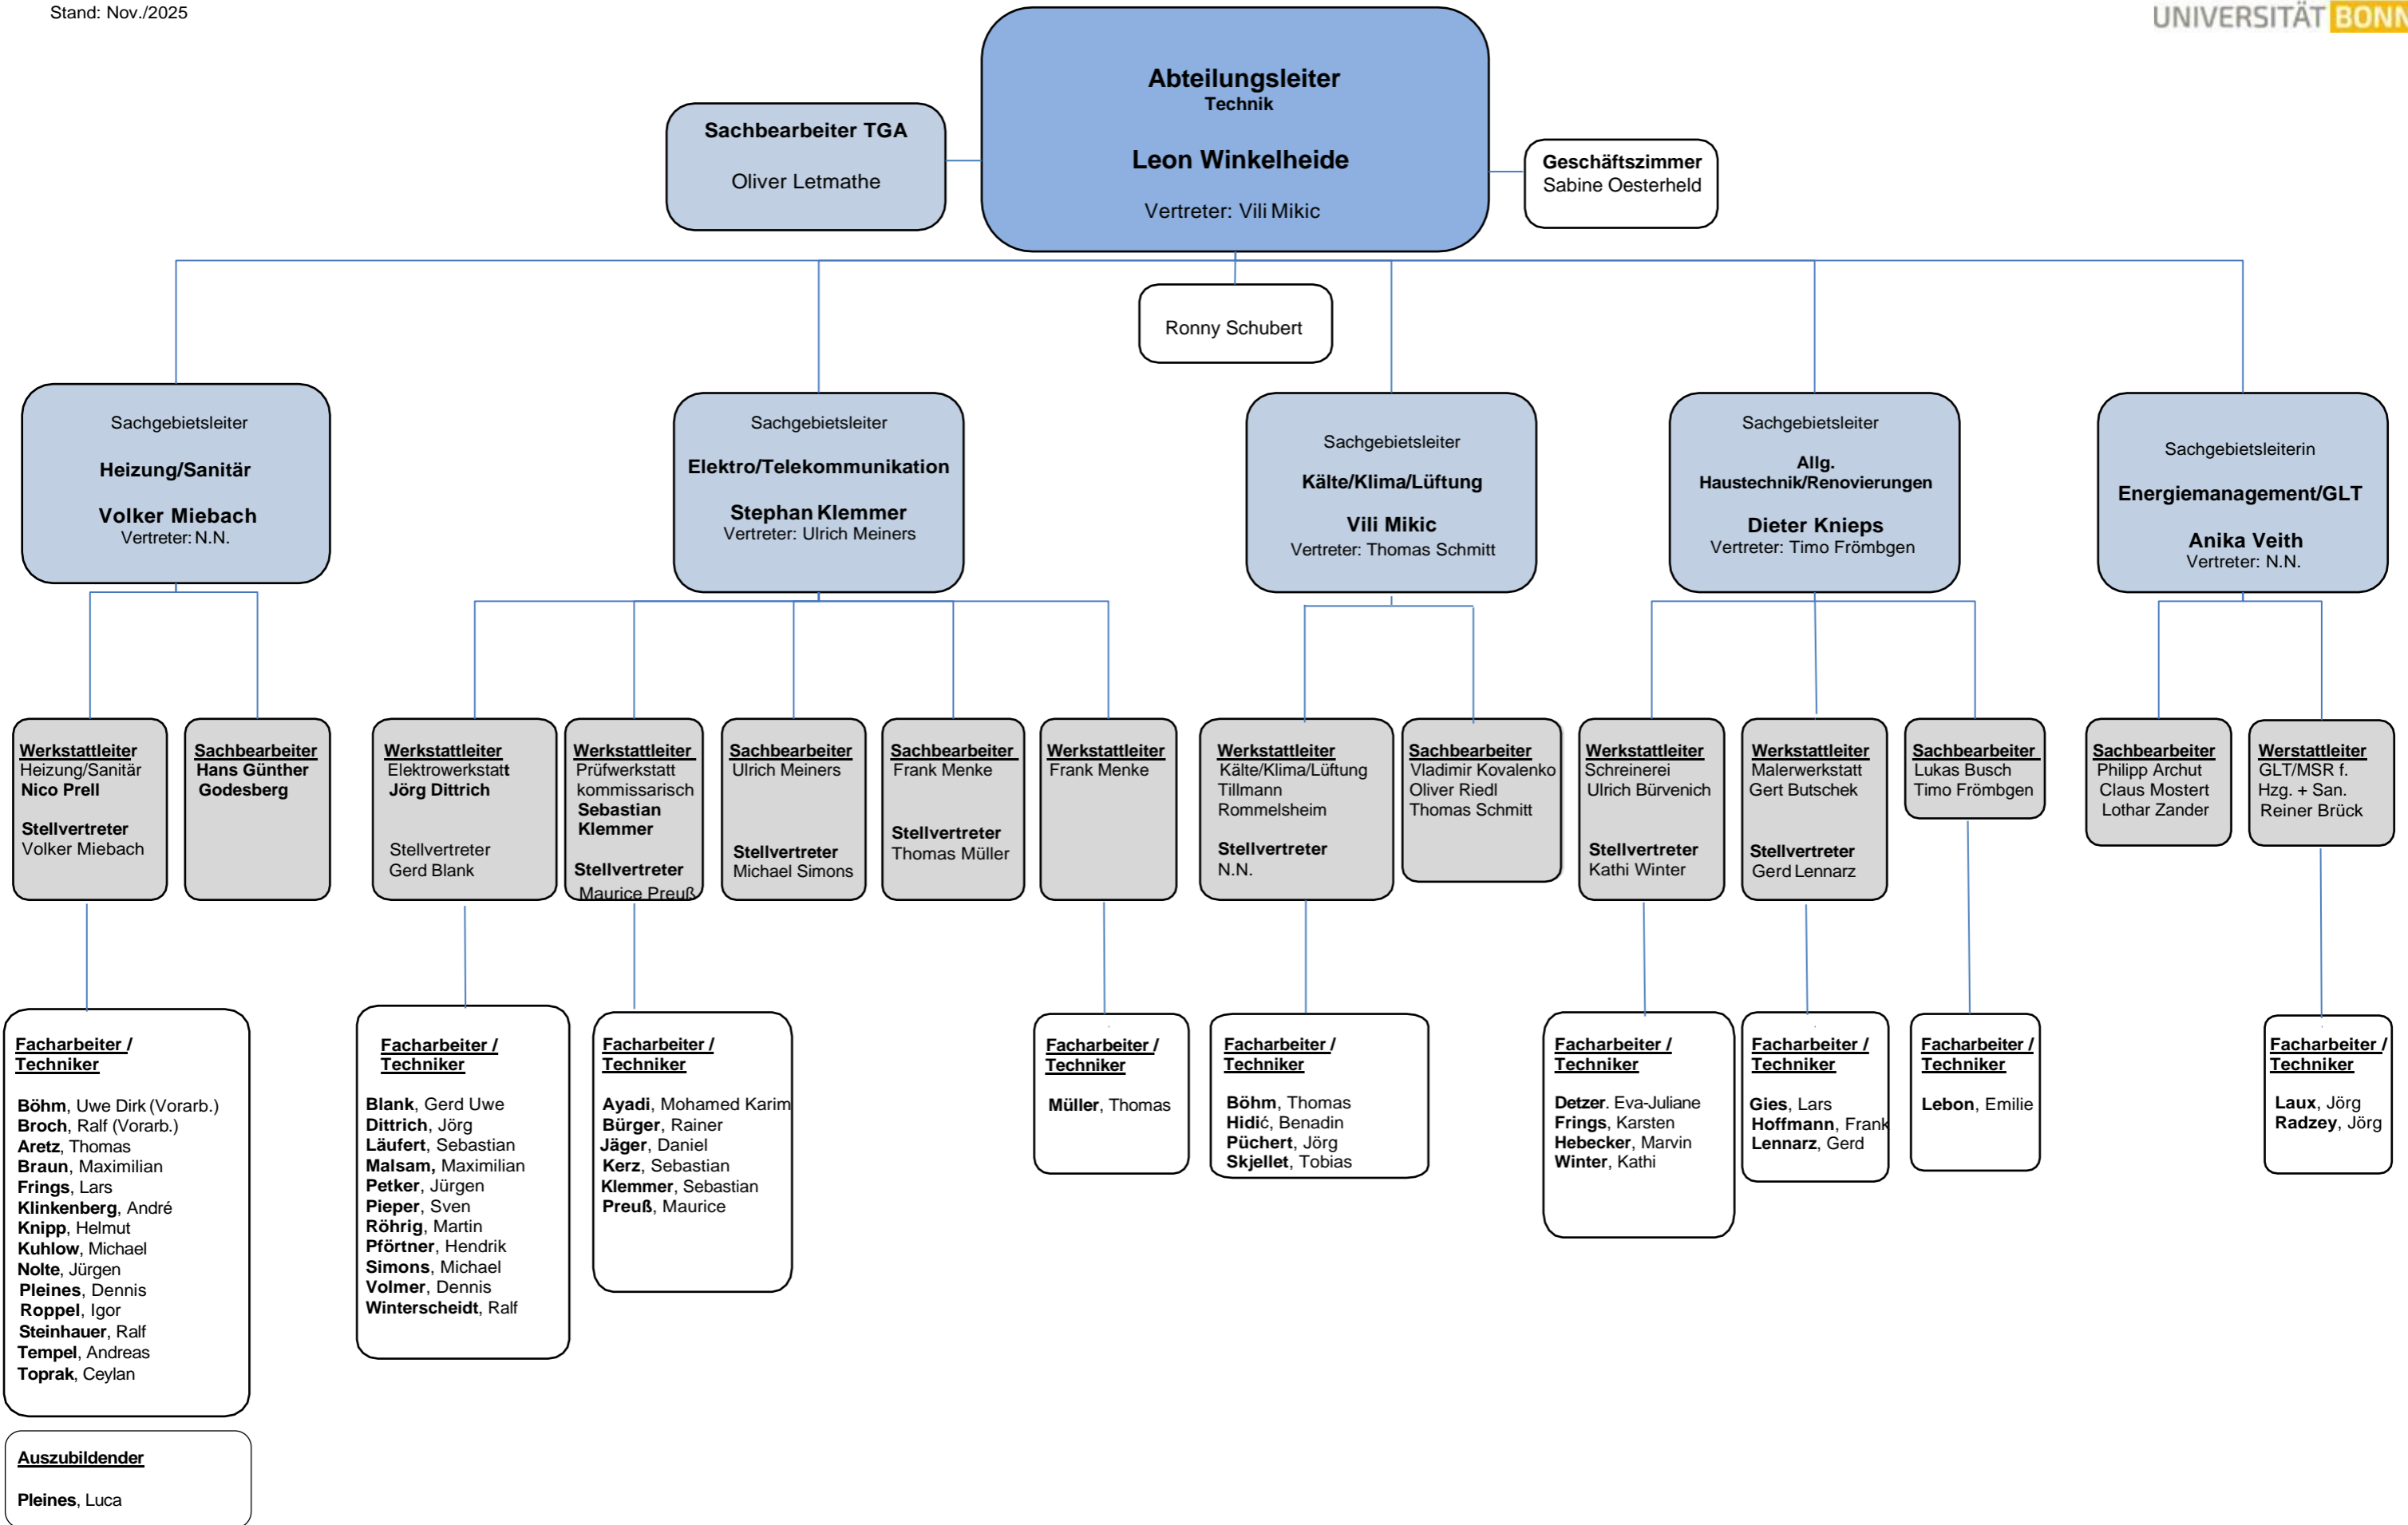 Stand: Nov./2025
UNIVERSITÄT BONN
Abteilungsleiter
Technik
Leon Winkelheide
Vertreter: Vili Mikic
Sachbearbeiter TGA
Oliver Letmathe
Geschäftszimmer
Sabine Oesterheld
Ronny Schubert
Sachgebietsleiter
Heizung/Sanitär
Volker Miebach
Vertreter: N.N.
Sachgebietsleiter
Elektro/Telekommunikation
Stephan Klemmer
Vertreter: Ulrich Meiners
Sachgebietsleiter
Kälte/Klima/Lüftung
Vili Mikic
Vertreter: Thomas Schmitt
Sachgebietsleiter
Allg.
Haustechnik/Renovierungen
Dieter Knieps
Vertreter: Timo Frömbgen
Sachgebietsleiterin
Energiemanagement/GLT
Anika Veith
Vertreter: N.N.
Werkstattleiter
Heizung/Sanitär
Nico Prell
Stellvertreter
Volker Miebach
Sachbearbeiter
Hans Günther
Godesberg
Werkstattleiter
Elektrowerkstatt
Jörg Dittrich
Stellvertreter
Gerd Blank
Werkstattleiter
Prüfwerkstatt
kommissarisch
Sebastian
Klemmer
Stellvertreter
Maurice Preuß
Sachbearbeiter
Ulrich Meiners
Stellvertreter
Michael Simons
Sachbearbeiter
Frank Menke
Stellvertreter
Thomas Müller
Werkstattleiter
Frank Menke
Werkstattleiter
Kälte/Klima/Lüftung
Tillmann
Rommelsheim
Stellvertreter
N.N.
Sachbearbeiter
Vladimir Kovalenko
Oliver Riedl
Thomas Schmitt
Werkstattleiter
Schreinerei
Ulrich Bürvenich
Stellvertreter
Kathi Winter
Werkstattleiter
Malerwerkstatt
Gert Butschek
Stellvertreter
Gerd Lennarz
Sachbearbeiter
Lukas Busch
Timo Frömbgen
Sachbearbeiter
Philipp Archut
Claus Mostert
Lothar Zander
Werstattleiter
GLT/MSR f.
Hzg. + San.
Reiner Brück
Facharbeiter /
Techniker
Böhm, Uwe Dirk (Vorarb.)
Broch, Ralf (Vorarb.)
Aretz, Thomas
Braun, Maximilian
Frings, Lars
Klinkenberg, André
Knipp, Helmut
Kuhlow, Michael
Nolte, Jürgen
Pleines, Dennis
Roppel, Igor
Steinhauer, Ralf
Tempel, Andreas
Toprak, Ceylan
Facharbeiter /
Techniker
Blank, Gerd Uwe
Dittrich, Jörg
Läufert, Sebastian
Malsam, Maximilian
Petker, Jürgen
Pieper, Sven
Röhrig, Martin
Pförtner, Hendrik
Simons, Michael
Volmer, Dennis
Winterscheidt, Ralf
Facharbeiter /
Techniker
Ayadi, Mohamed Karim
Bürger, Rainer
Jäger, Daniel
Kerz, Sebastian
Klemmer, Sebastian
Preuß, Maurice
Facharbeiter /
Techniker
Müller, Thomas
Facharbeiter /
Techniker
Böhm, Thomas
Hidić, Benadin
Püchert, Jörg
Skjellet, Tobias
Facharbeiter /
Techniker
Detzer. Eva-Juliane
Frings, Karsten
Hebecker, Marvin
Winter, Kathi
Facharbeiter /
Techniker
Gies, Lars
Hoffmann, Frank
Lennarz, Gerd
Facharbeiter /
Techniker
Lebon, Emilie
Facharbeiter /
Techniker
Laux, Jörg
Radzey, Jörg
Auszubildender
Pleines, Luca